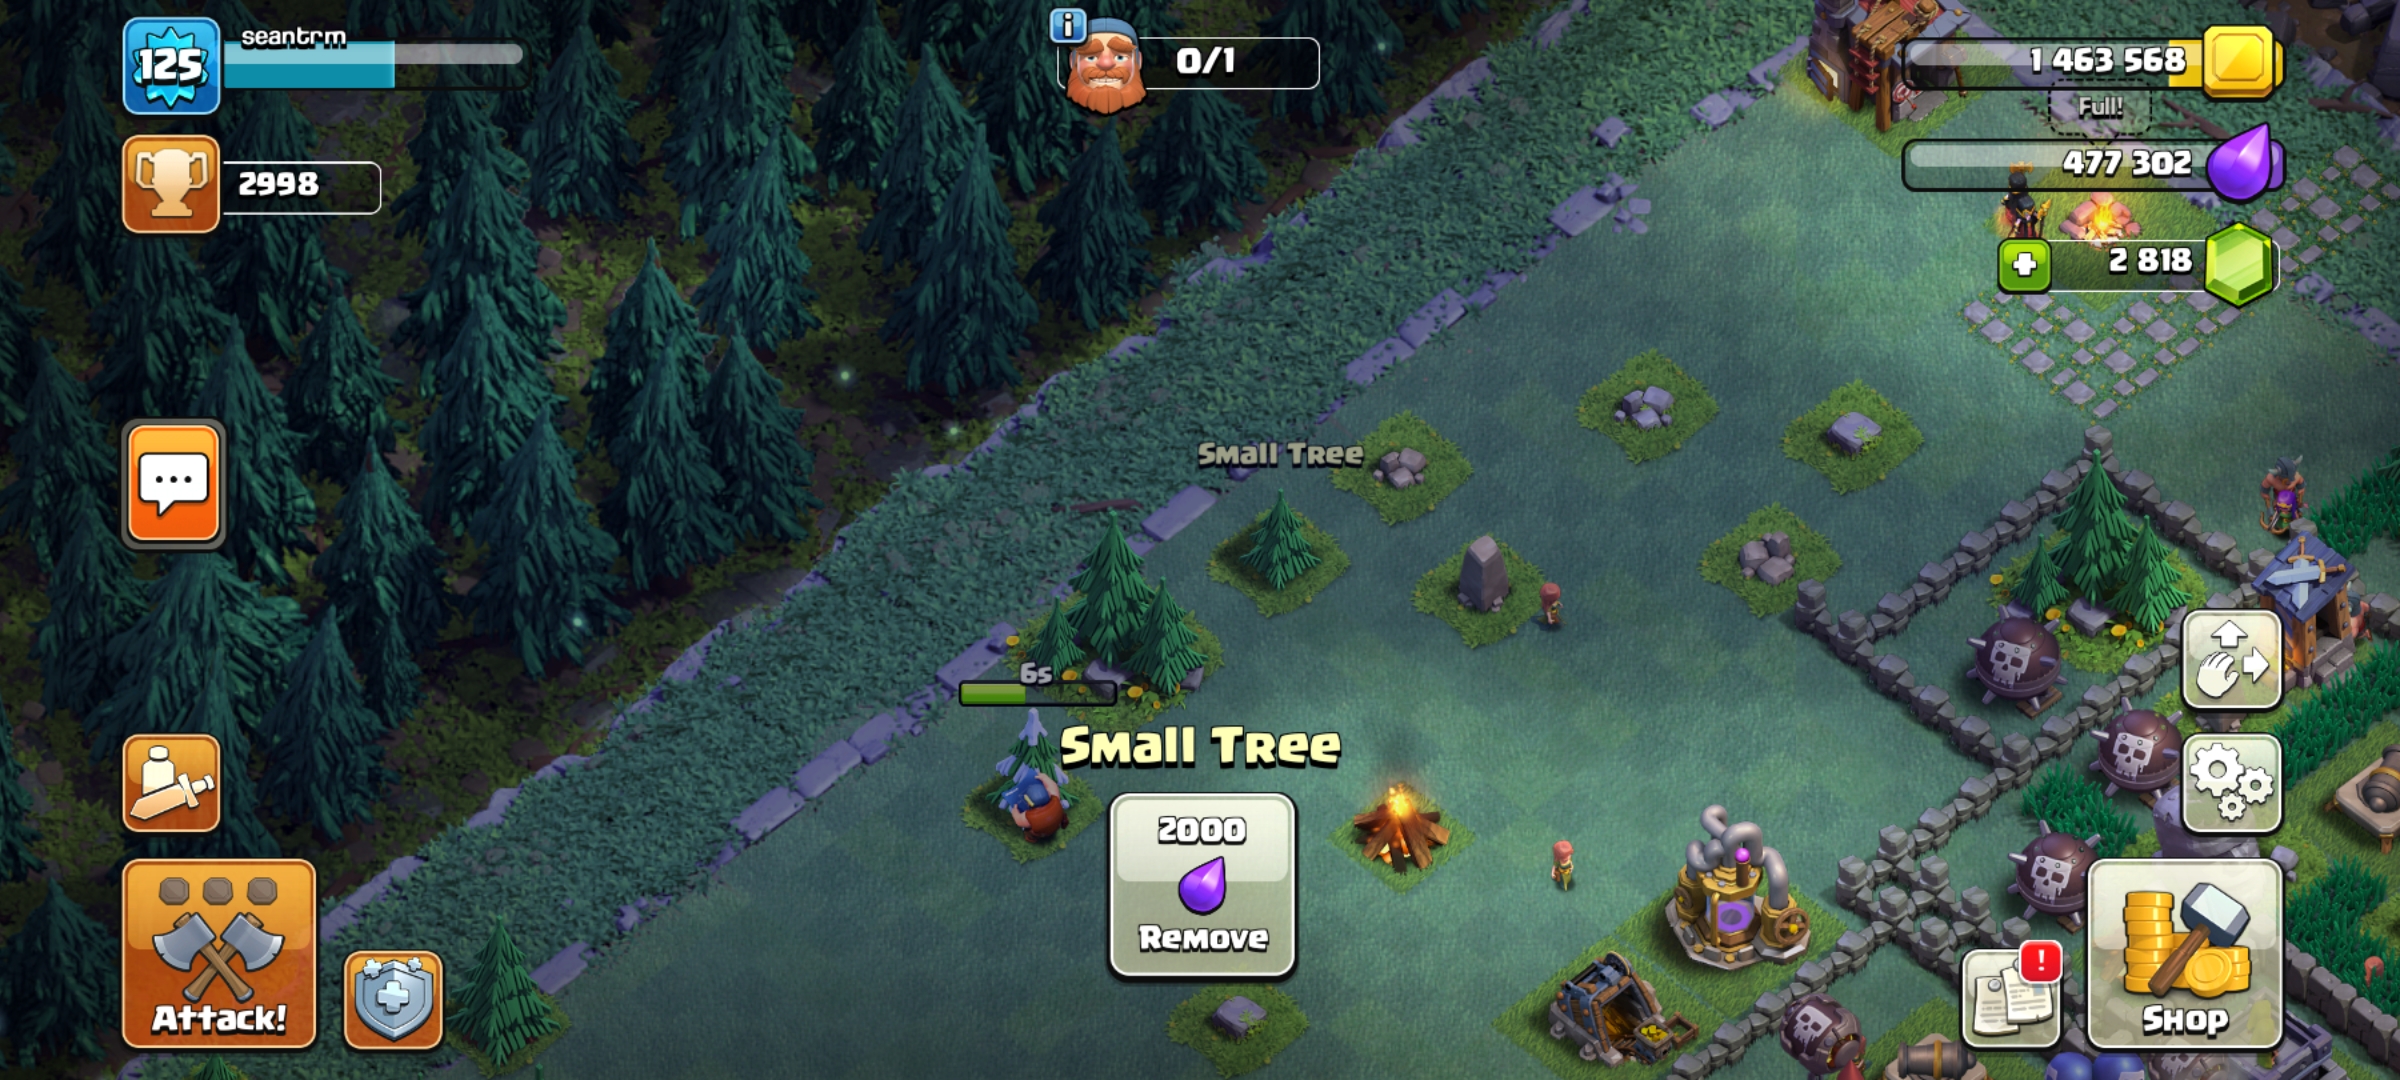 125
seantrm
0/1
1 463 568
Full!
2998
477 302
2 818
Small Tree
6s
Small Tree
2000
Remove
Attack!
!
Shop